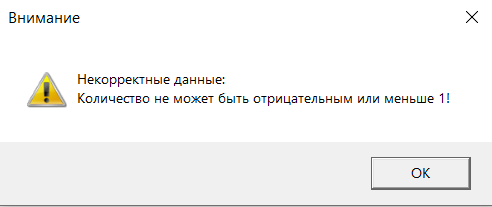 Внимание
Некорректные данные:
Количество не может быть отрицательным или меньше 1!
OK